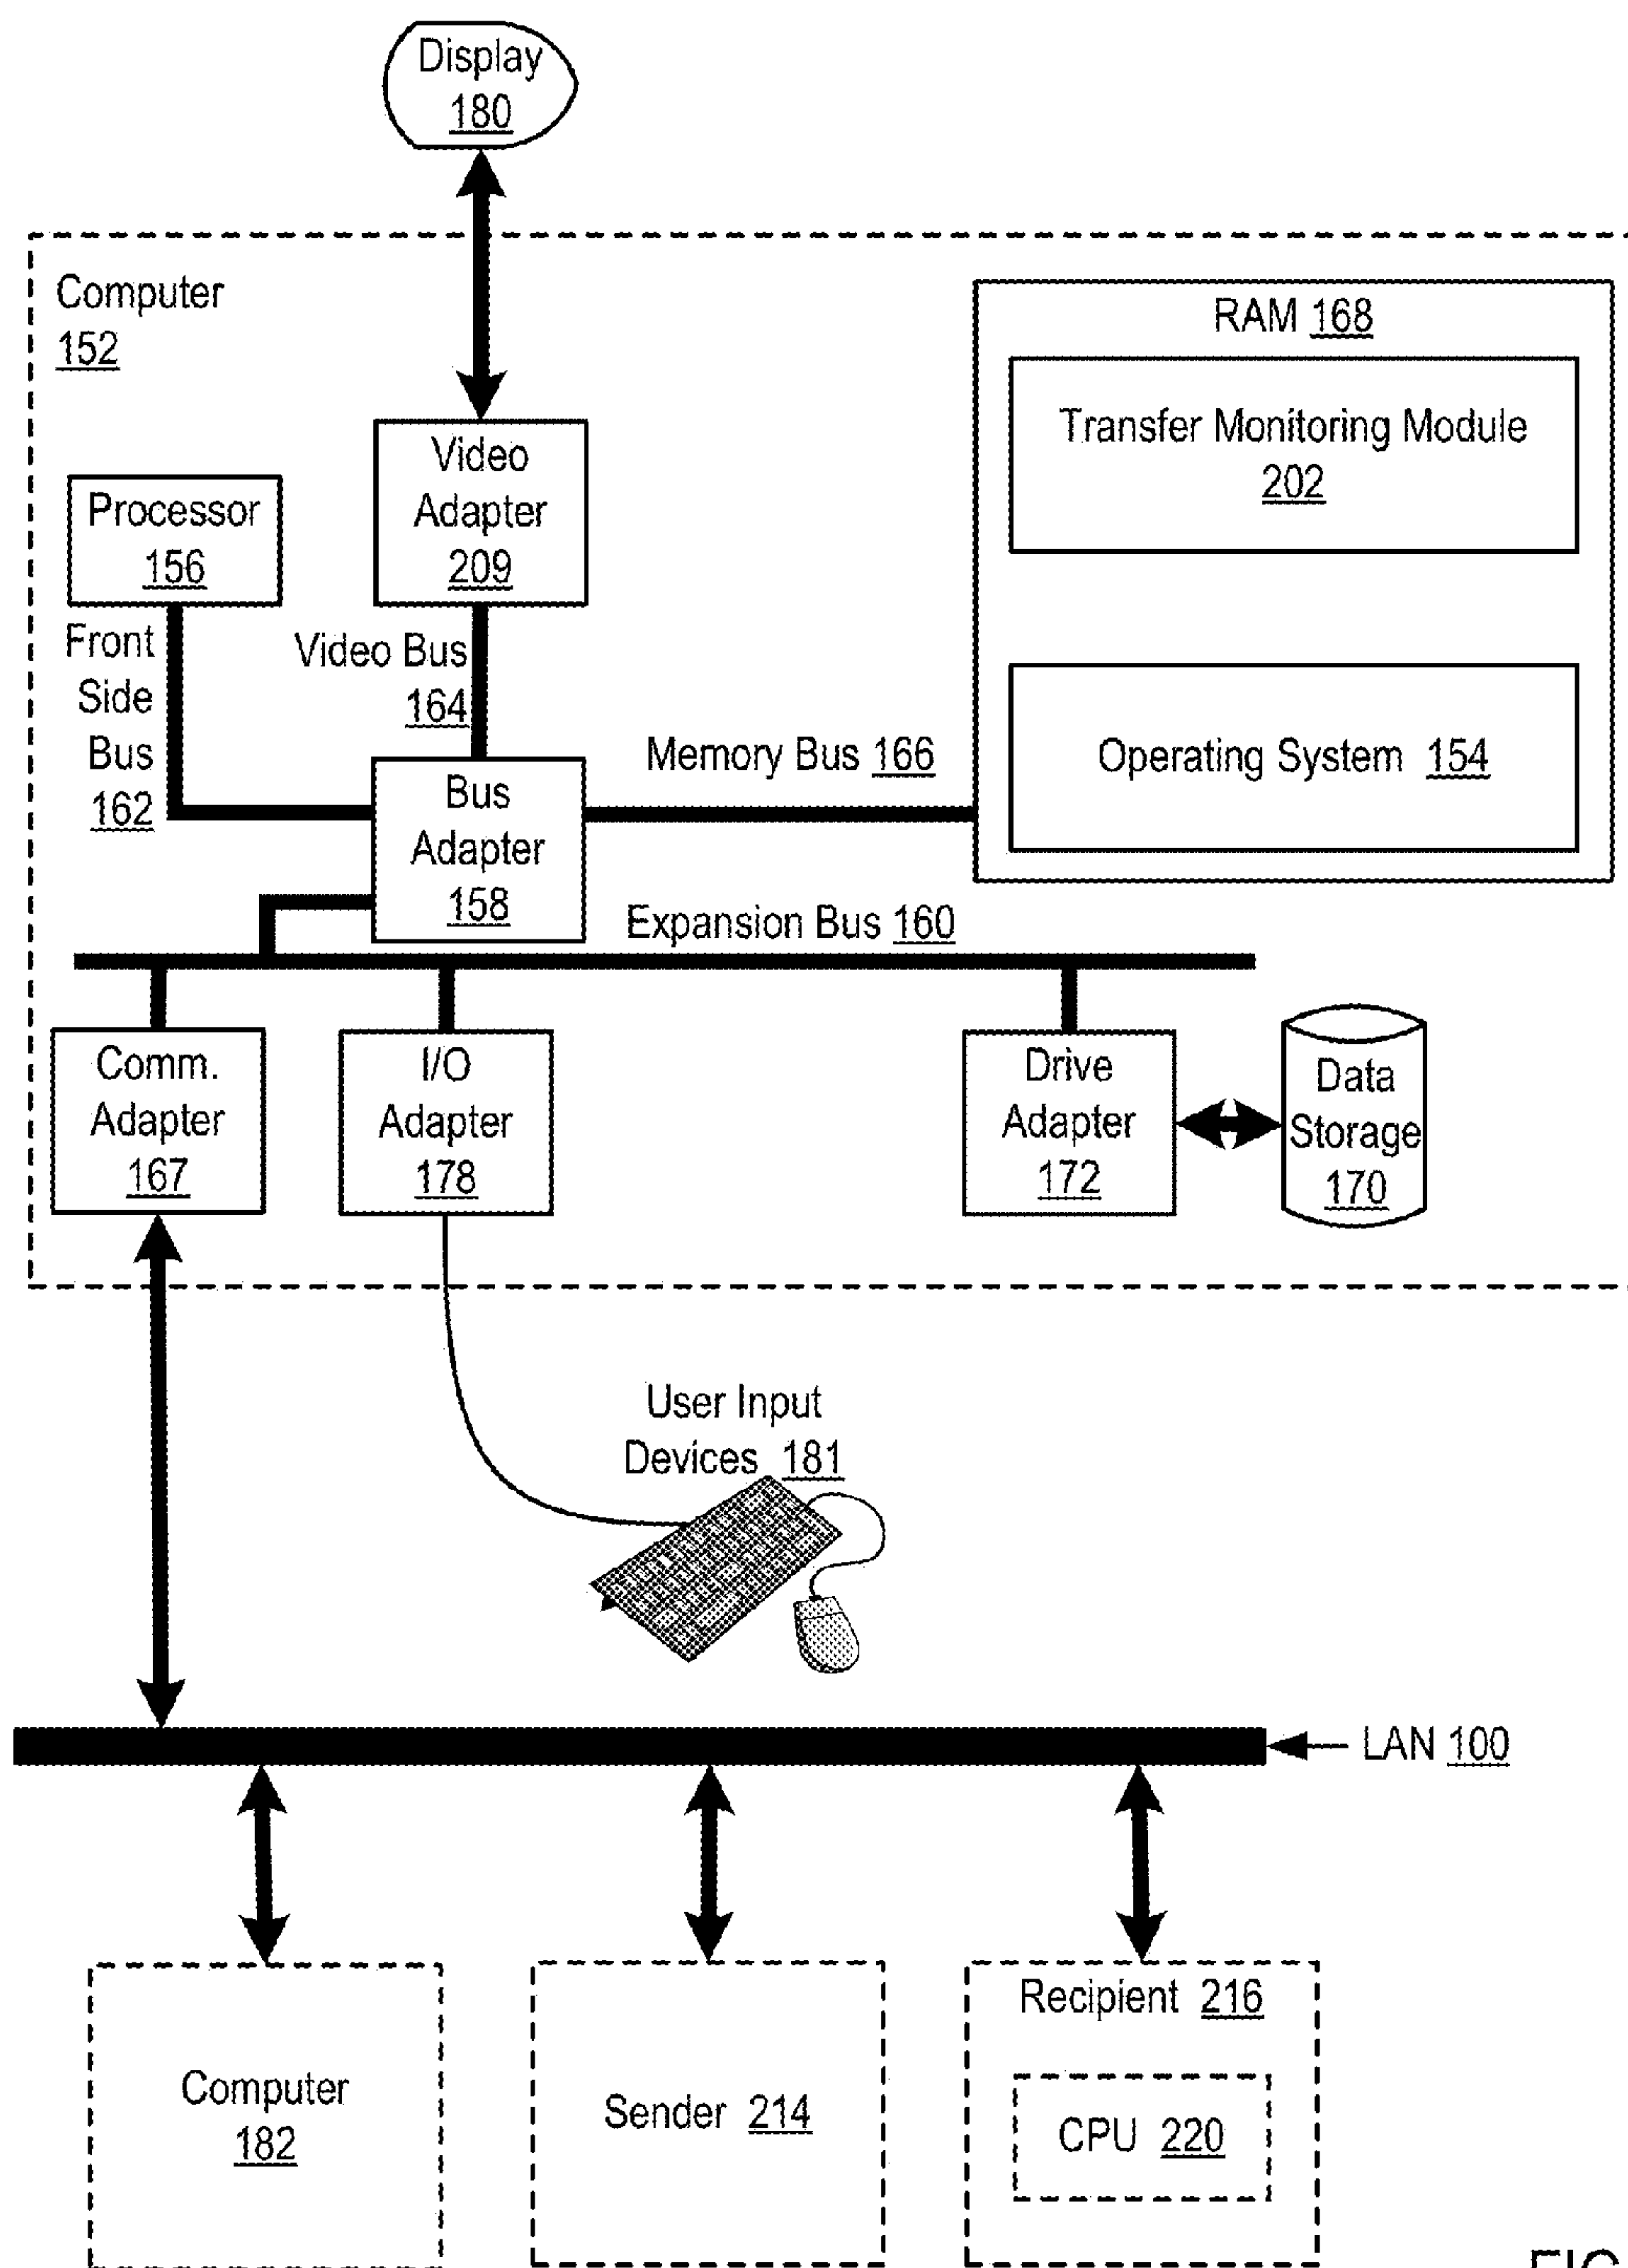 Display
180
Computer
152
RAM 168
Transfer Monitoring Module
202
Video
Adapter
209
Processor
156
Front
Side
Bus
162
Video Bus
164
Memory Bus 166
Operating System 154
Bus
Adapter
158
Expansion Bus 160
Comm.
Adapter
167
I/O
Adapter
178
Drive
Adapter
172
Data
Storage
170
User Input
Devices 181
LAN 100
Computer
182
Sender 214
Recipient 216
CPU 220
FIG